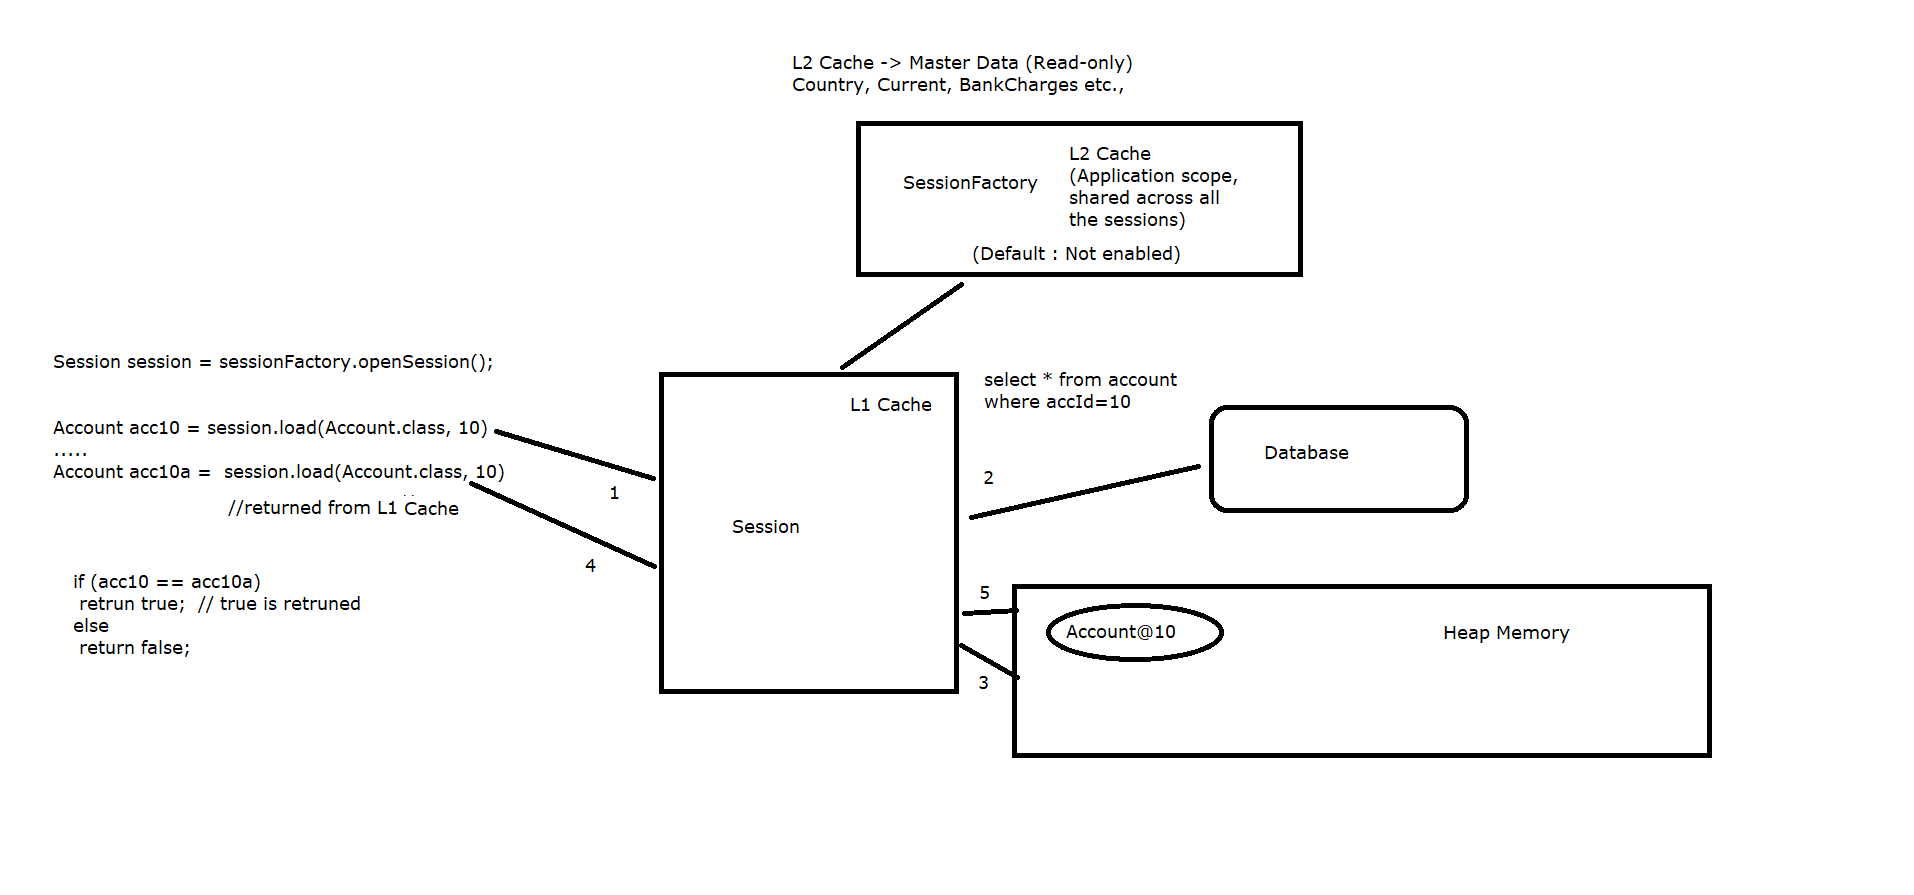 L2 Cache -> Master Data (Read-only)
Country, Current, BankCharges etc.,
SessionFactory
L2 Cache
(Application scope,
shared across all
the sessions)
(Default : Not enabled)
Session session = sessionFactory.openSession();
Account acc10 = session.load(Account.class, 10)
.....
Account acc10a =  session.load(Account.class, 10)
//returned from L1 Cache
if (acc10 == acc10a)
retrun true;  // true is retruned
else
return false;
1
4
L1 Cache
Session
select * from account
where accId=10
2
Database
5
3
Account@10
Heap Memory